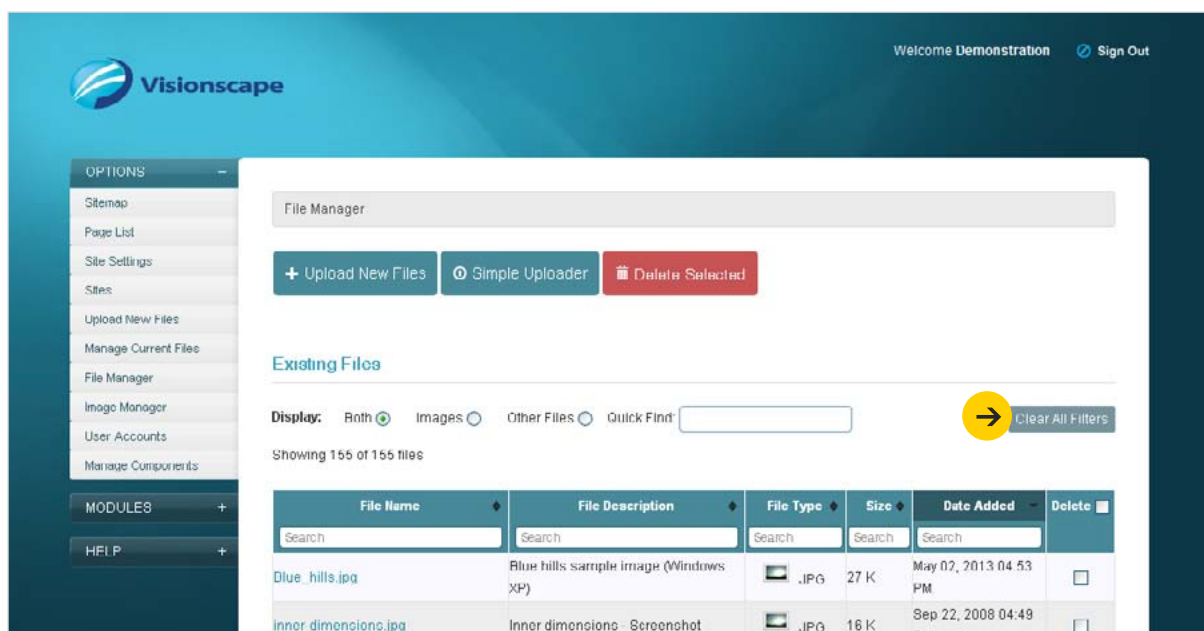 Welcome Demonstration Sign Out
Visionscape
OPTIONS –
Sitemap
Page List
Site Settings
Sites
Upload New Files
Manage Current Files
File Manager
Image Manager
User Accounts
Manage Components
MODULES +
HELP +
File Manager
+ Upload New Files Simple Uploader Delete Selected
Existing Files
Display: Both Images Other Files Quick Find: Clear All Filters
Showing 155 of 155 files
File Name File Description File Type Size Date Added Delete
Search Search Search Search Search
Blue_hills.jpg Blue hills sample image (Windows XP) .JPG 27 K May 02, 2013 04:53 PM
inner dimensions.jpg Inner dimensions - Screenshot .JPG 16 K Sep 22, 2008 04:49